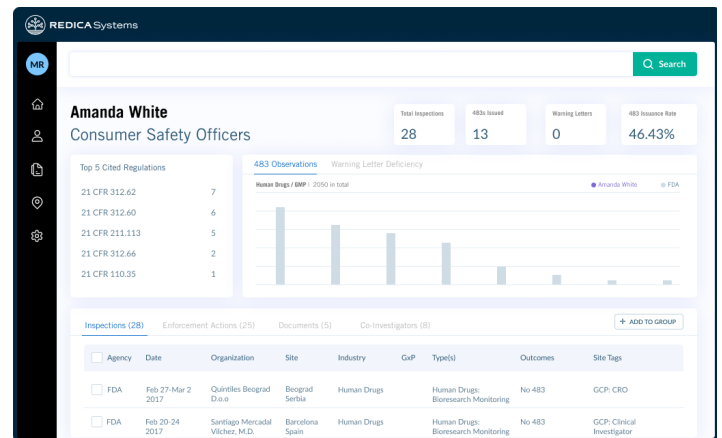 REDICA Systems
MR
Search
Amanda White
Consumer Safety Officers
Total Inspections
28
483s Issued
13
Warning Letters
0
483 Issuance Rate
46.43%
Top 5 Cited Regulations
21 CFR 312.62 7
21 CFR 312.60 6
21 CFR 211.113 5
21 CFR 312.66 2
21 CFR 110.35 1
483 Observations Warning Letter Deficiency
Human Drugs / GMP | 2050 in total
Amanda White FDA
Inspections (28) Enforcement Actions (25) Documents (5) Co-Investigators (8)
+ ADD TO GROUP
Agency Date Organization Site Industry GxP Type(s) Outcomes Site Tags
FDA Feb 27-Mar 2 Quintiles Beograd Beograd Human Drugs Human Drugs: No 483 GCP: CRO
2017 D.o.o Serbia Bioresearch Monitoring
FDA Feb 20-24 Santiago Mercadal Barcelona Human Drugs Human Drugs: No 483 GCP: Clinical
2017 Vilchez, M.D. Spain Bioresearch Monitoring Investigator